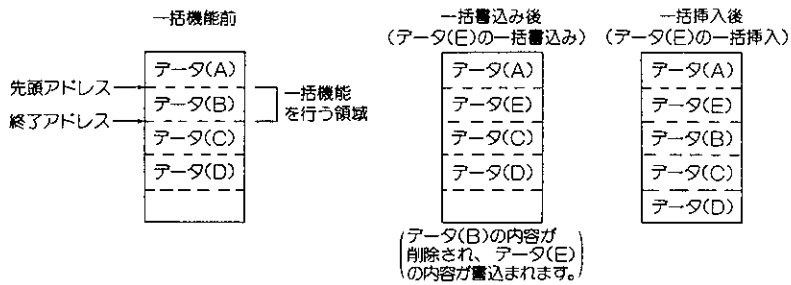 一括機能前
先頭アドレス
終了アドレス
データ(A)
データ(B)
データ(C)
データ(D)
一括機能
を行う領域
一括書込み後
(データ(E)の一括書込み)
データ(A)
データ(E)
データ(C)
データ(D)
(データ(B)の内容が
削除され、データ(E)
の内容が書込まれます。)
一括挿入後
(データ(E)の一括挿入)
データ(A)
データ(E)
データ(B)
データ(C)
データ(D)